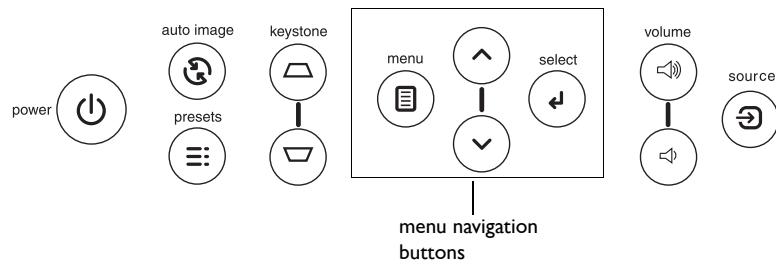 auto image
keystone
menu
select
volume
source
power
presets
menu navigation
buttons